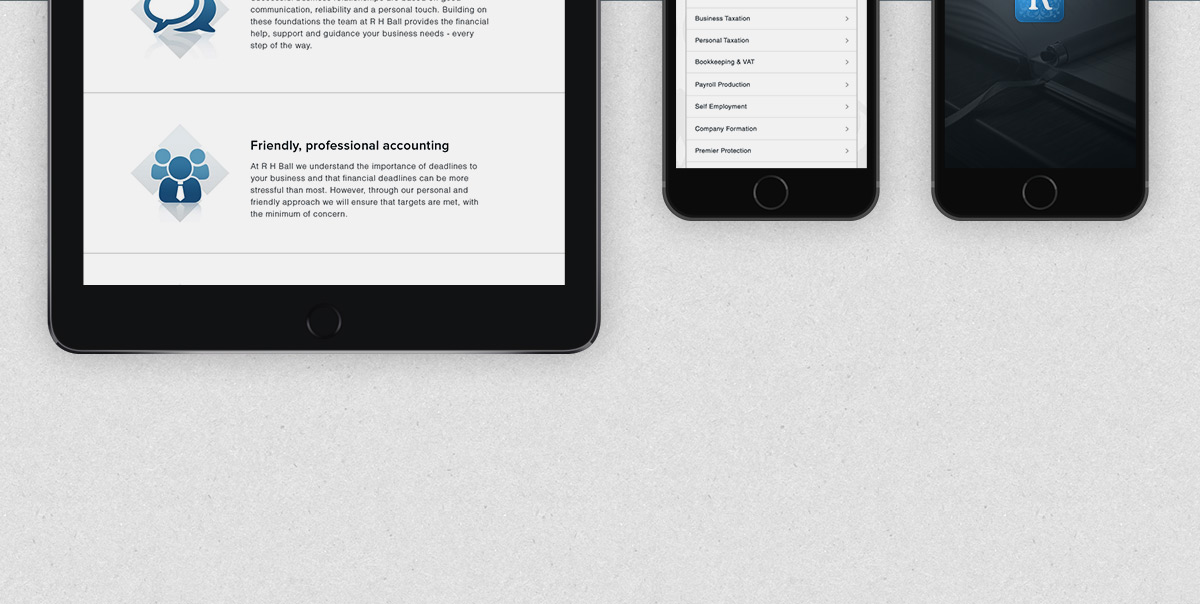 communication, reliability and a personal touch. Building on
these foundations the team at R H Ball provides the financial
help, support and guidance your business needs - every
step of the way.
Friendly, professional accounting
At R H Ball we understand the importance of deadlines to
your business and that financial deadlines can be more
stressful than most. However, through our personal and
friendly approach we will ensure that targets are met, with
the minimum of concern.
Business Taxation
Personal Taxation
Bookkeeping & VAT
Payroll Production
Self Employment
Company Formation
Premier Protection
R